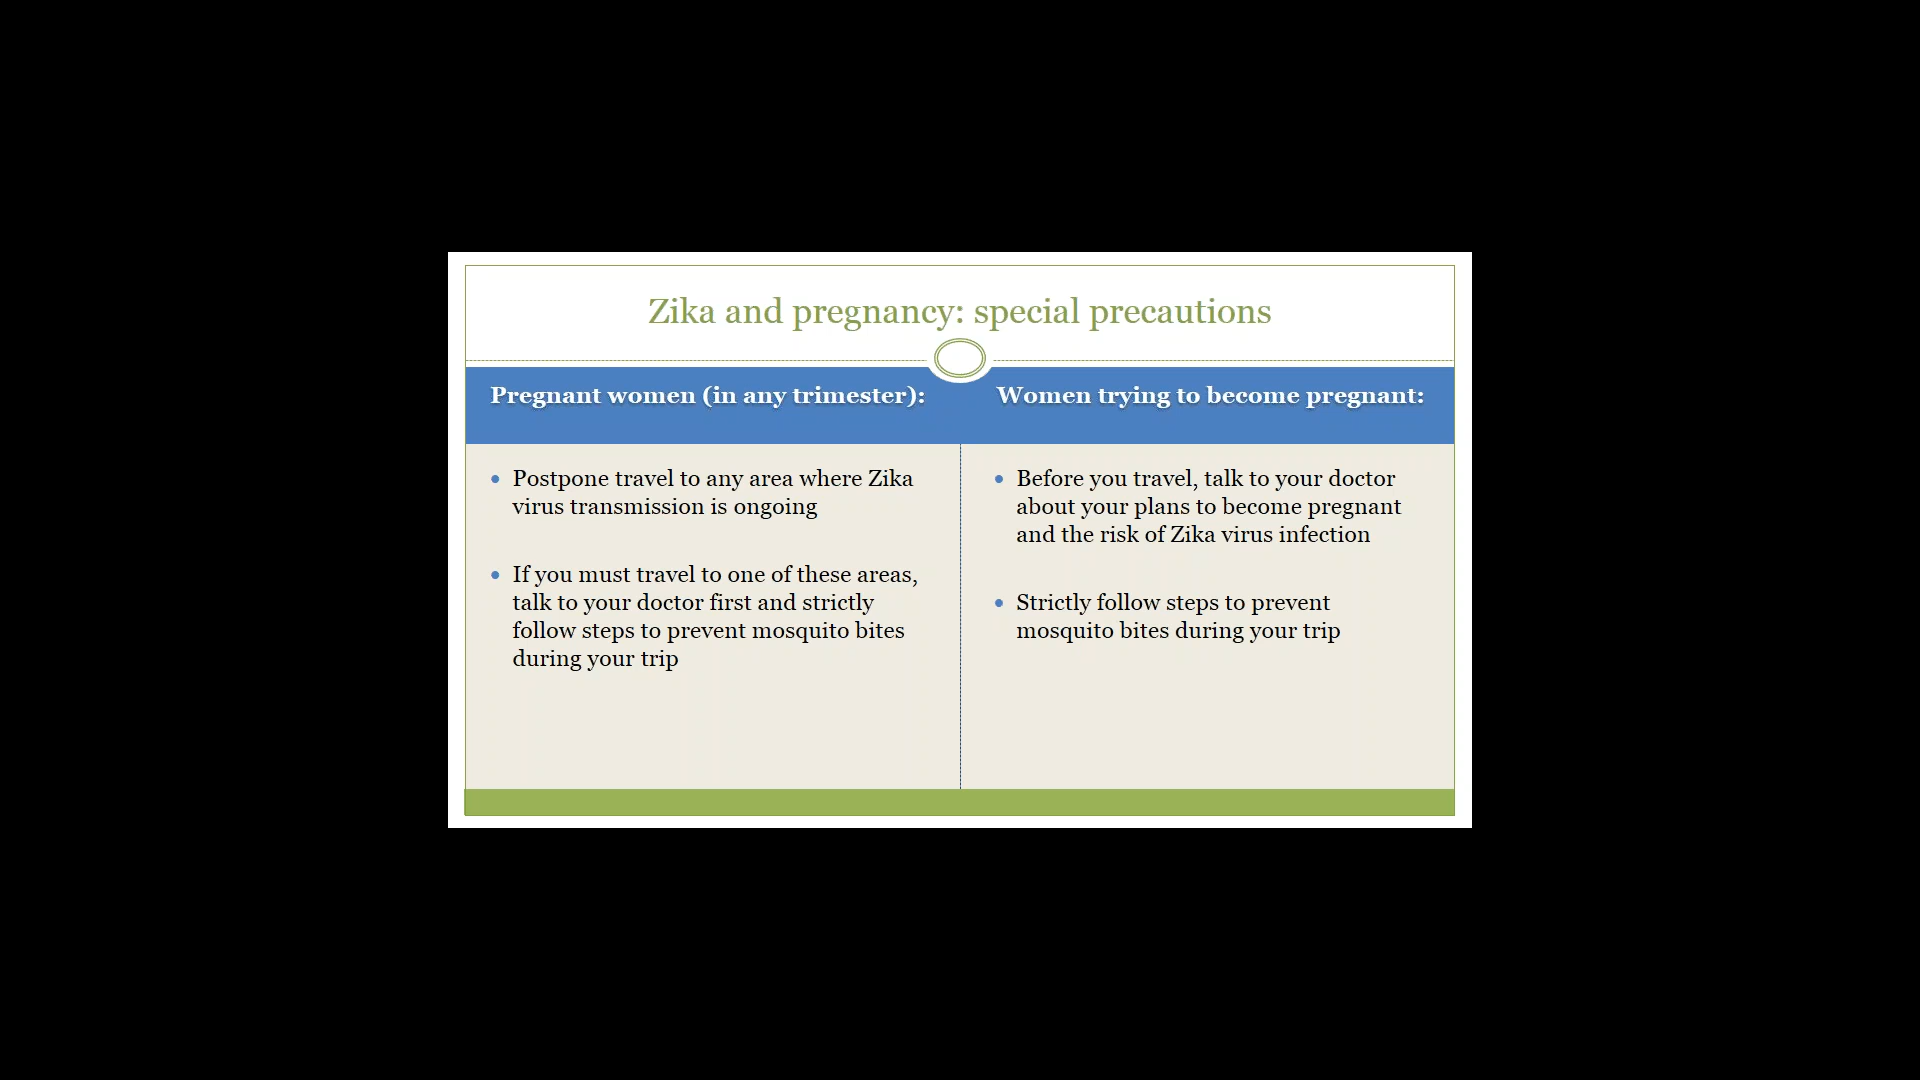 Zika and pregnancy: special precautions
Pregnant women (in any trimester):
• Postpone travel to any area where Zika
virus transmission is ongoing
• If you must travel to one of these areas,
talk to your doctor first and strictly
follow steps to prevent mosquito bites
during your trip
Women trying to become pregnant:
• Before you travel, talk to your doctor
about your plans to become pregnant
and the risk of Zika virus infection
• Strictly follow steps to prevent
mosquito bites during your trip